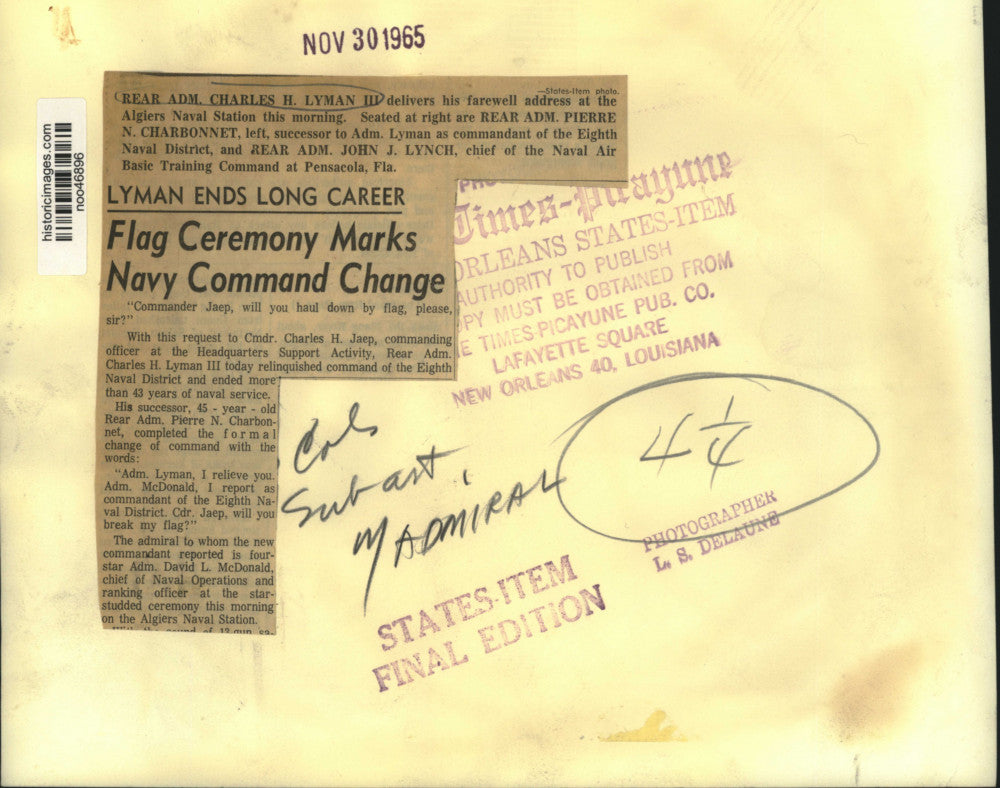 NOV 30 1965
historicimages.com
noo46896
—States-Item photo.
REAR ADM. CHARLES H. LYMAN III delivers his farewell address at the
Algiers Naval Station this morning. Seated at right are REAR ADM. PIERRE
N. CHARBONNET, left, successor to Adm. Lyman as commandant of the Eighth
Naval District, and REAR ADM. JOHN J. LYNCH, chief of the Naval Air
Basic Training Command at Pensacola, Fla.
LYMAN ENDS LONG CAREER
Flag Ceremony Marks
Navy Command Change
"Commander Jaep, will you haul down by flag, please,
sir?"
With this request to Cmdr. Charles H. Jaep, commanding
officer at the Headquarters Support Activity, Rear Adm.
Charles H. Lyman III today relinquished command of the Eighth
Naval District and ended more
than 43 years of naval service.
His successor, 45 - year - old
Rear Adm. Pierre N. Charbon-
net, completed the formal
change of command with the
words:
"Adm. Lyman, I relieve you.
Adm. McDonald, I report as
commandant of the Eighth Na-
val District. Cdr. Jaep, will you
break my flag?"
The admiral to whom the new
commandant reported is four-
star Adm. David L. McDonald,
chief of Naval Operations and
ranking officer at the star-
studded ceremony this morning
on the Algiers Naval Station.
With the sound of 13-gun sa-
PHO
Times-Picayune
ORLEANS STATES-ITEM
AUTHORITY TO PUBLISH
PY MUST BE OBTAINED FROM
E TIMES-PICAYUNE PUB. CO.
LAFAYETTE SQUARE
NEW ORLEANS 40, LOUISIANA
4 1/4
Sub art.
ADMIRAL
PHOTOGRAPHER
L. S. DELAUNE
STATES-ITEM
FINAL EDITION